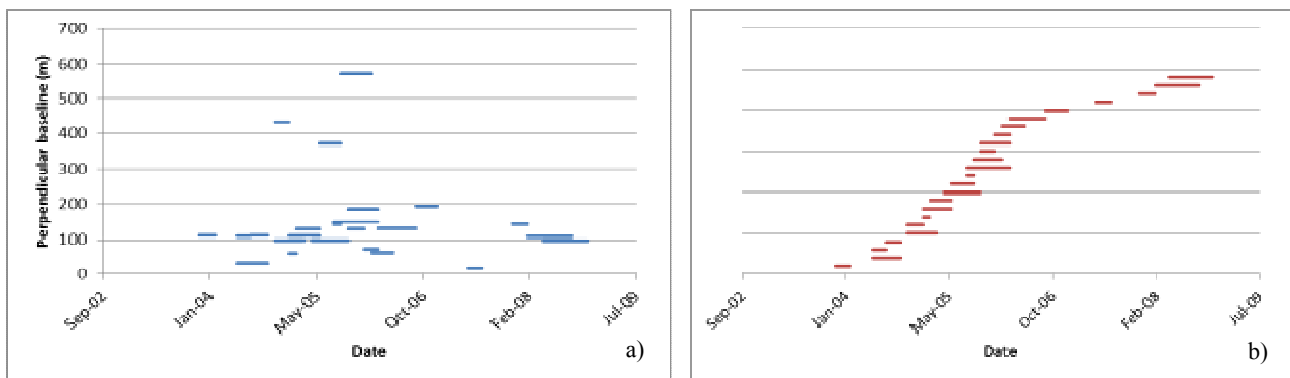 700
600
500
400
300
200
100
0
Perpendicular baseline (m)
Sep-02 Jan-04 May-05 Oct-06 Feb-08 Jul-09
Date
a)
Sep-02 Jan-04 May-05 Oct-06 Feb-08 Jul-09
Date
b)